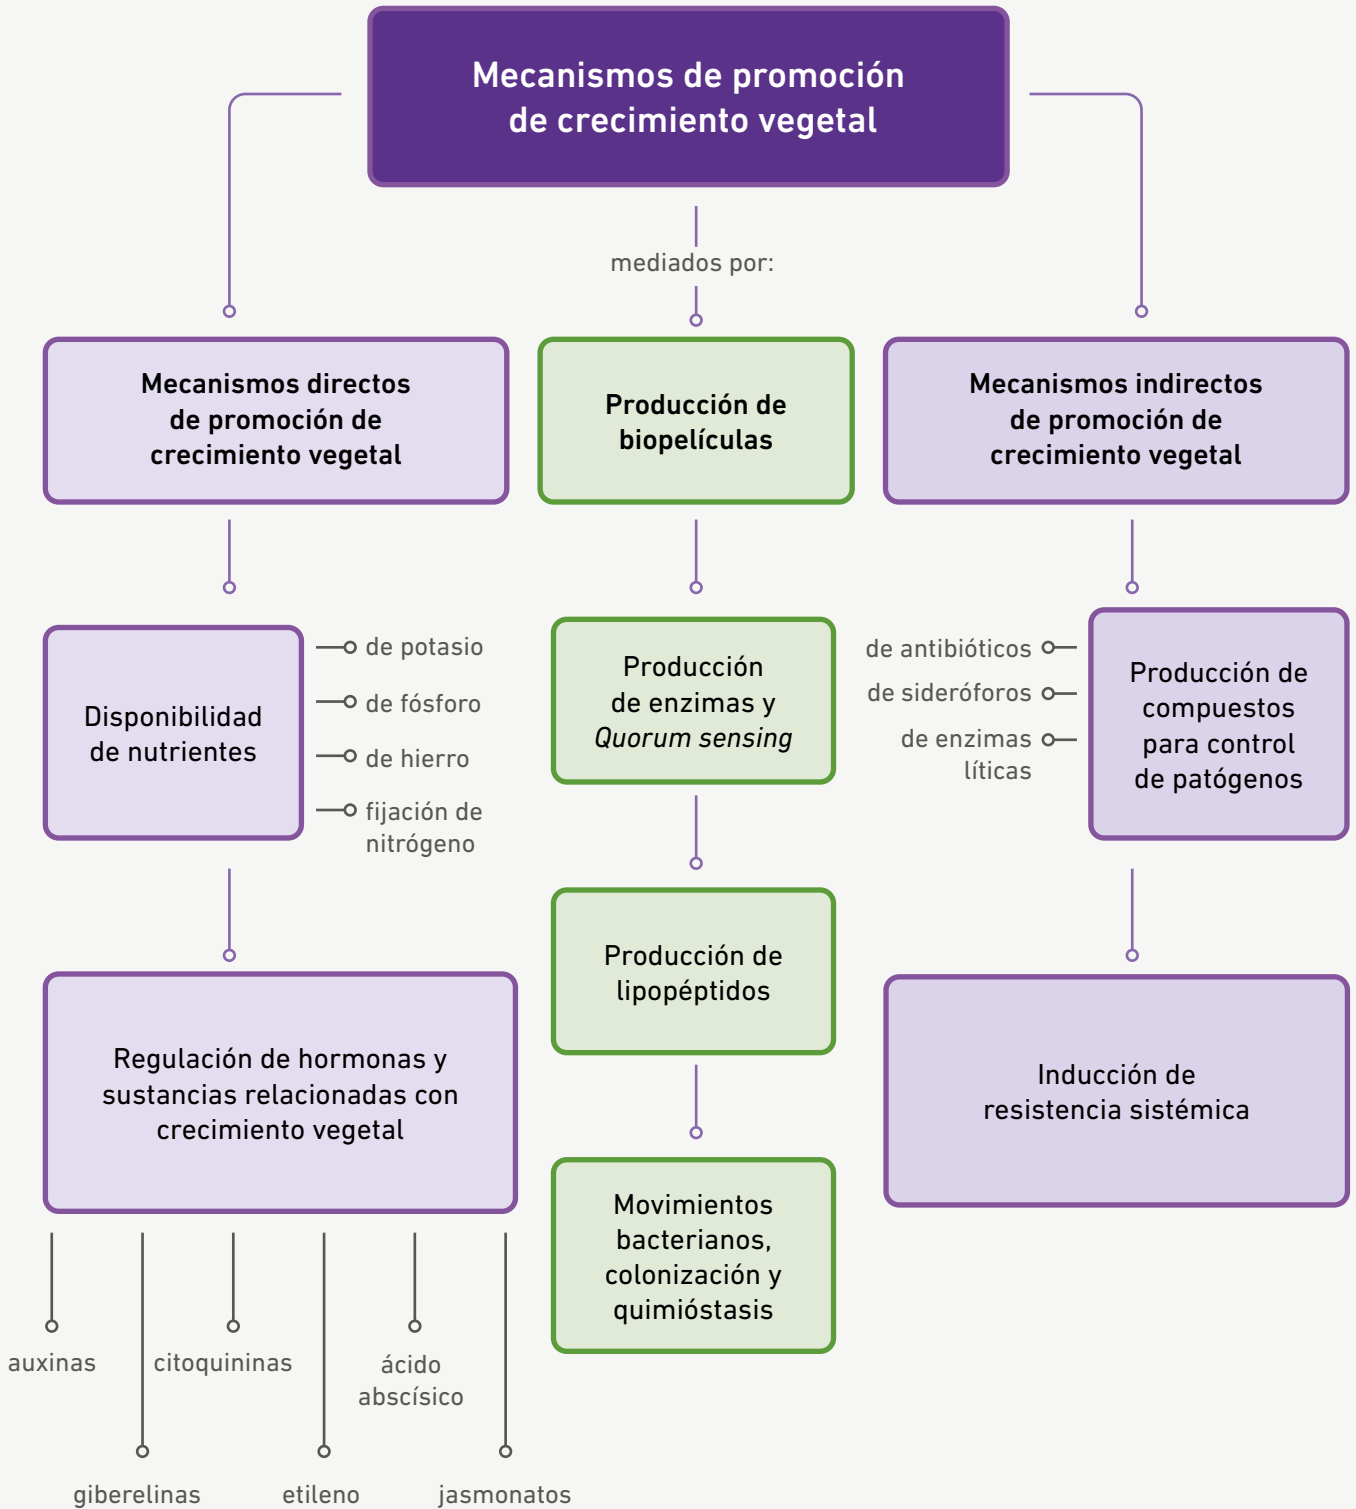 Mecanismos de promoción
de crecimiento vegetal
mediados por:
Mecanismos directos
de promoción de
crecimiento vegetal
Producción de
biopelículas
Mecanismos indirectos
de promoción de
crecimiento vegetal
Disponibilidad
de nutrientes
de potasio
de fósforo
de hierro
fijación de
nitrógeno
Producción
de enzimas y
Quorum sensing
de antibióticos
de sideróforos
de enzimas
líticas
Producción de
compuestos
para control
de patógenos
Regulación de hormonas y
sustancias relacionadas con
crecimiento vegetal
Producción de
lipopéptidos
Inducción de
resistencia sistémica
Movimientos
bacterianos,
colonización y
quimióstasis
auxinas
citoquininas
ácido
abscísico
giberelinas
etileno
jasmonatos